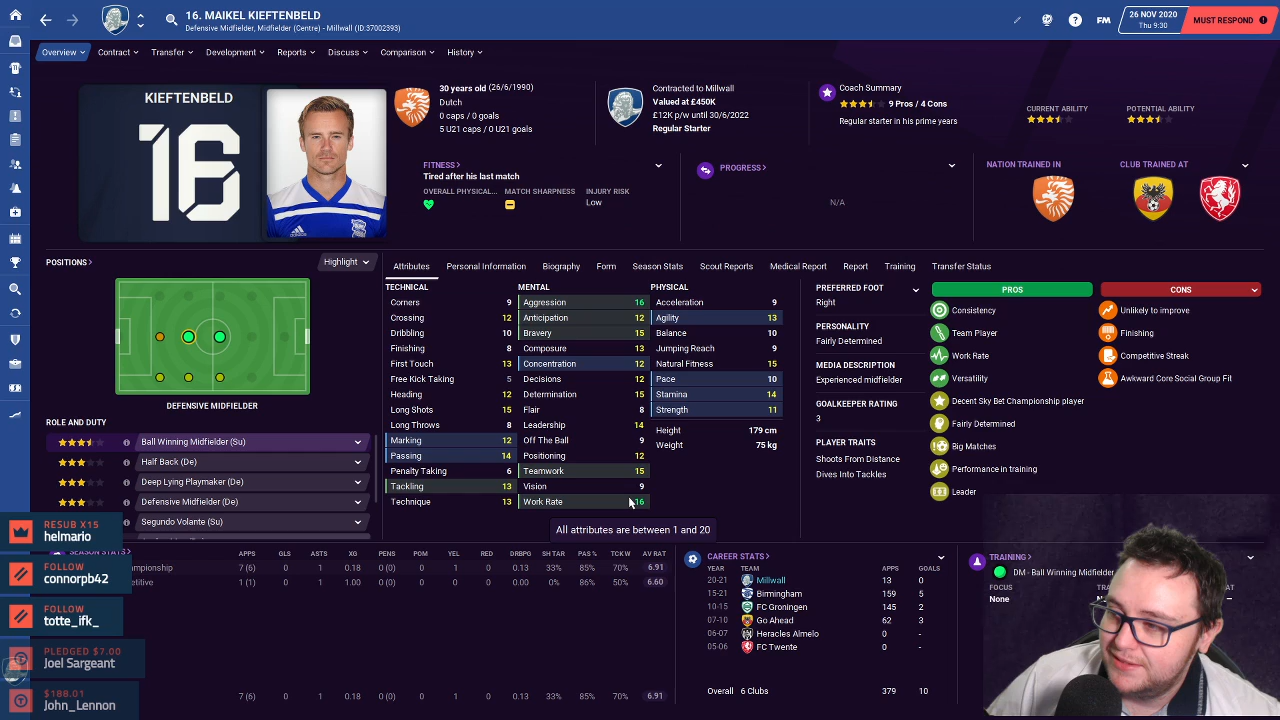 16. MAIKEL KIEFTENBELD
Defensive Midfielder, Midfielder (Centre) - Millwall (ID:37002393)
FM
26 NOV 2020
Thu 9:30
MUST RESPOND
Overview Contract Transfer Development Reports Discuss Comparison History
KIEFTENBELD
16
30 years old (26/6/1990)
Dutch
0 caps / 0 goals
5 U21 caps / 0 U21 goals
Contracted to Millwall
Valued at £450K
£12K p/w until 30/6/2022
Regular Starter
Coach Summary
9 Pros / 4 Cons
Regular starter in his prime years
CURRENT ABILITY
POTENTIAL ABILITY
FITNESS >
Tired after his last match
OVERALL PHYSICAL... MATCH SHARPNESS INJURY RISK
Low
PROGRESS >
N/A
NATION TRAINED IN
CLUB TRAINED AT
POSITIONS >
Highlight
DEFENSIVE MIDFIELDER
ROLE AND DUTY
Ball Winning Midfielder (Su)
Half Back (De)
Deep Lying Playmaker (De)
Defensive Midfielder (De)
Segundo Volante (Su)
Attributes Personal Information Biography Form Season Stats Scout Reports Medical Report Report Training Transfer Status
TECHNICAL
Corners 9
Crossing 12
Dribbling 10
Finishing 8
First Touch 13
Free Kick Taking 5
Heading 12
Long Shots 15
Long Throws 8
Marking 12
Passing 14
Penalty Taking 6
Tackling 13
Technique 13
MENTAL
Aggression 16
Anticipation 12
Bravery 15
Composure 13
Concentration 12
Decisions 12
Determination 15
Flair 8
Leadership 14
Off The Ball 9
Positioning 12
Teamwork 15
Vision 9
Work Rate 16
All attributes are between 1 and 20
PHYSICAL
Acceleration 9
Agility 13
Balance 10
Jumping Reach 9
Natural Fitness 15
Pace 10
Stamina 14
Strength 11
Height 179 cm
Weight 75 kg
PREFERRED FOOT
Right
PERSONALITY
Fairly Determined
MEDIA DESCRIPTION
Experienced midfielder
GOALKEEPER RATING
3
PLAYER TRAITS
Shoots From Distance
Dives Into Tackles
PROS
Consistency
Team Player
Work Rate
Versatility
Decent Sky Bet Championship player
Fairly Determined
Big Matches
Performance in training
Leader
CONS
Unlikely to improve
Finishing
Competitive Streak
Awkward Core Social Group Fit
RESUB X15
helmario
FOLLOW
connorpb42
FOLLOW
totte_ifk_
PLEDGED $7.00
Joel Sargeant
$188.01
John_Lennon
SEASON STATS >
APPS GLS ASTS XG PENS POM YEL RED DRBPG SH TAR PAS % TCK W AV RAT
mpionship 7 (6) 0 1 0.18 0 (0) 0 1 0 0.13 33% 85% 70% 6.91
petitive 1 (1) 0 1 1.00 0 (0) 0 0 0 0.00 0% 86% 50% 6.60
7 (6) 0 1 0.18 0 (0) 0 1 0 0.13 33% 85% 70% 6.91
CAREER STATS >
YEAR TEAM APPS GOALS
20-21 Millwall 13 0
15-21 Birmingham 159 5
10-15 FC Groningen 145 2
07-10 Go Ahead 62 3
06-07 Heracles Almelo 0 -
05-06 FC Twente 0 -
Overall 6 Clubs 379 10
TRAINING >
DM - Ball Winning Midfielder
FOCUS
None